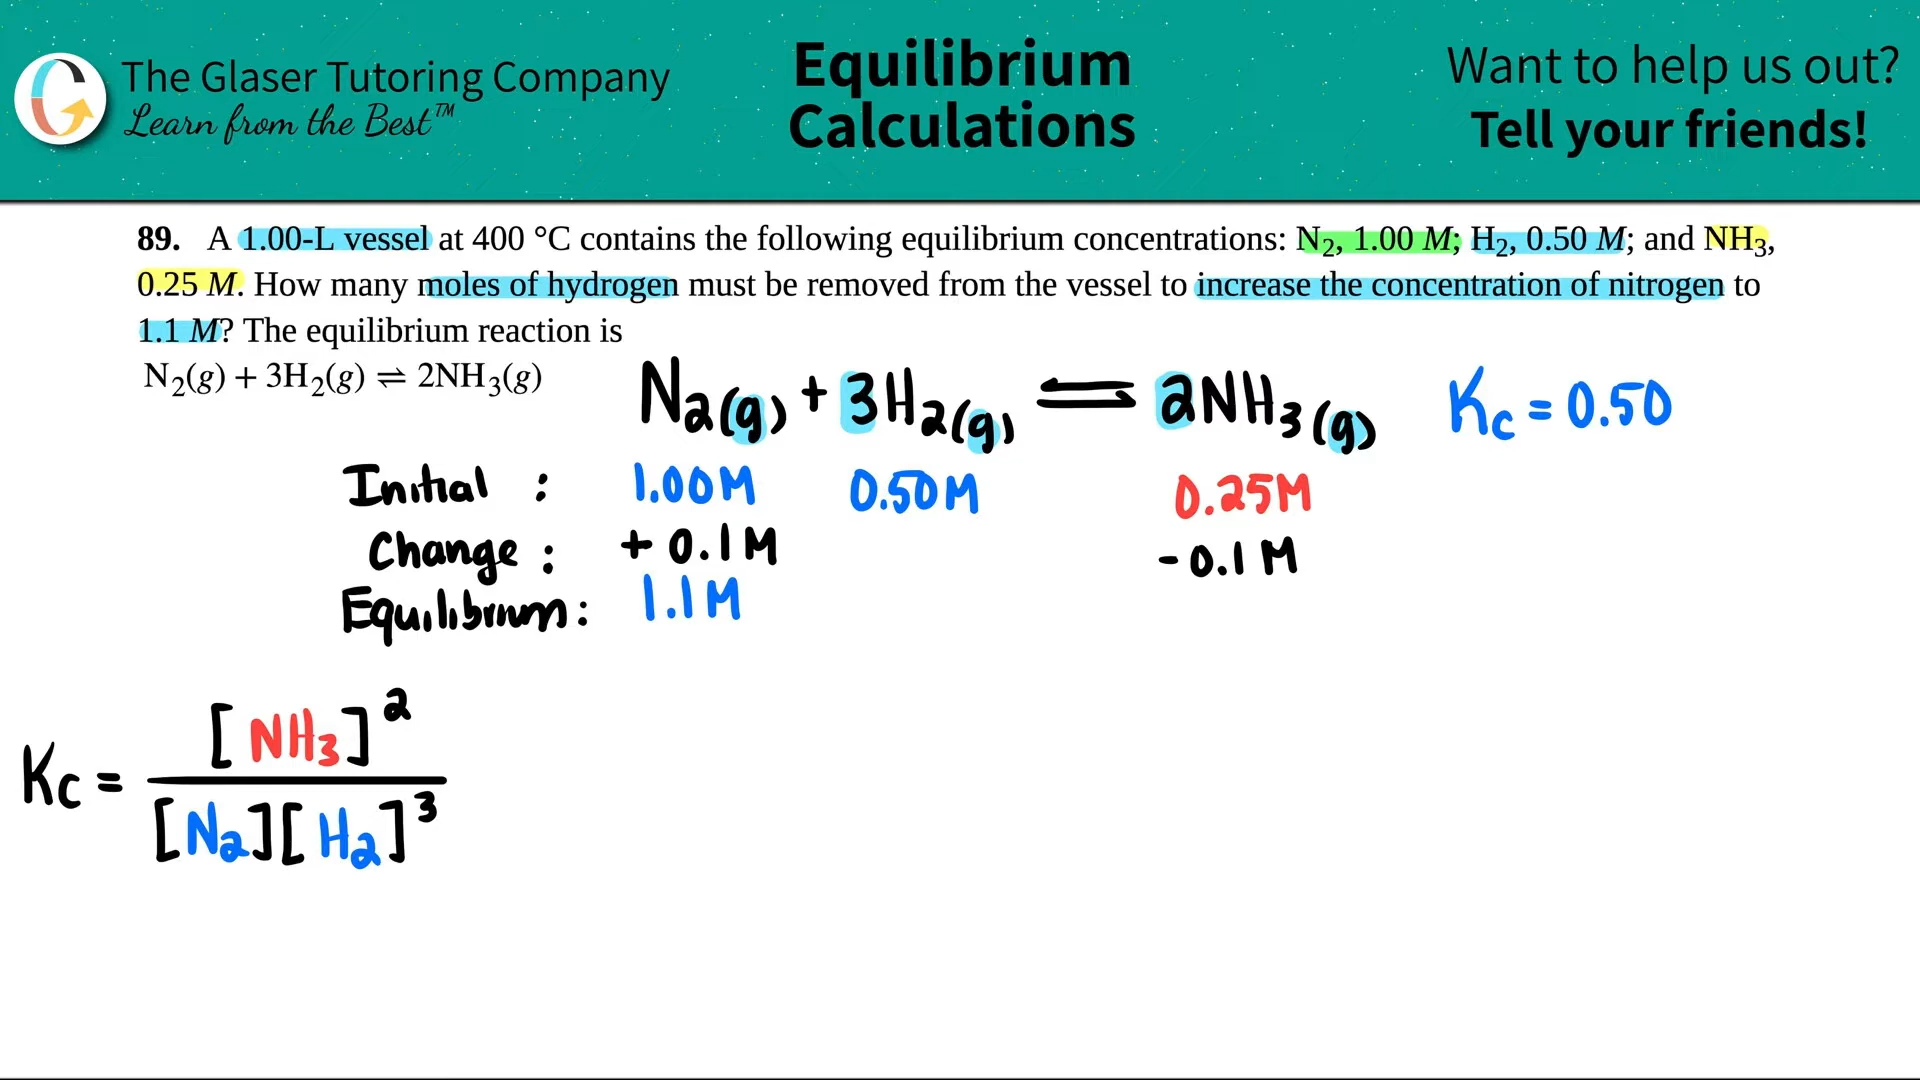 The Glaser Tutoring Company
Learn from the Best™
Equilibrium
Calculations
Want to help us out?
Tell your friends!
89. A 1.00-L vessel at 400 °C contains the following equilibrium concentrations: N₂, 1.00 M; H₂, 0.50 M; and NH₃,
0.25 M. How many moles of hydrogen must be removed from the vessel to increase the concentration of nitrogen to
1.1 M? The equilibrium reaction is
N₂(g) + 3H₂(g) ⇌ 2NH₃(g)
N₂(g) + 3H₂(g) ⇌ 2NH₃(g) Kc = 0.50
Initial : 1.00M 0.50M 0.25M
Change : + 0.1M - 0.1M
Equilibrium : 1.1M
[NH₃]²
Kc =
[N₂][H₂]³